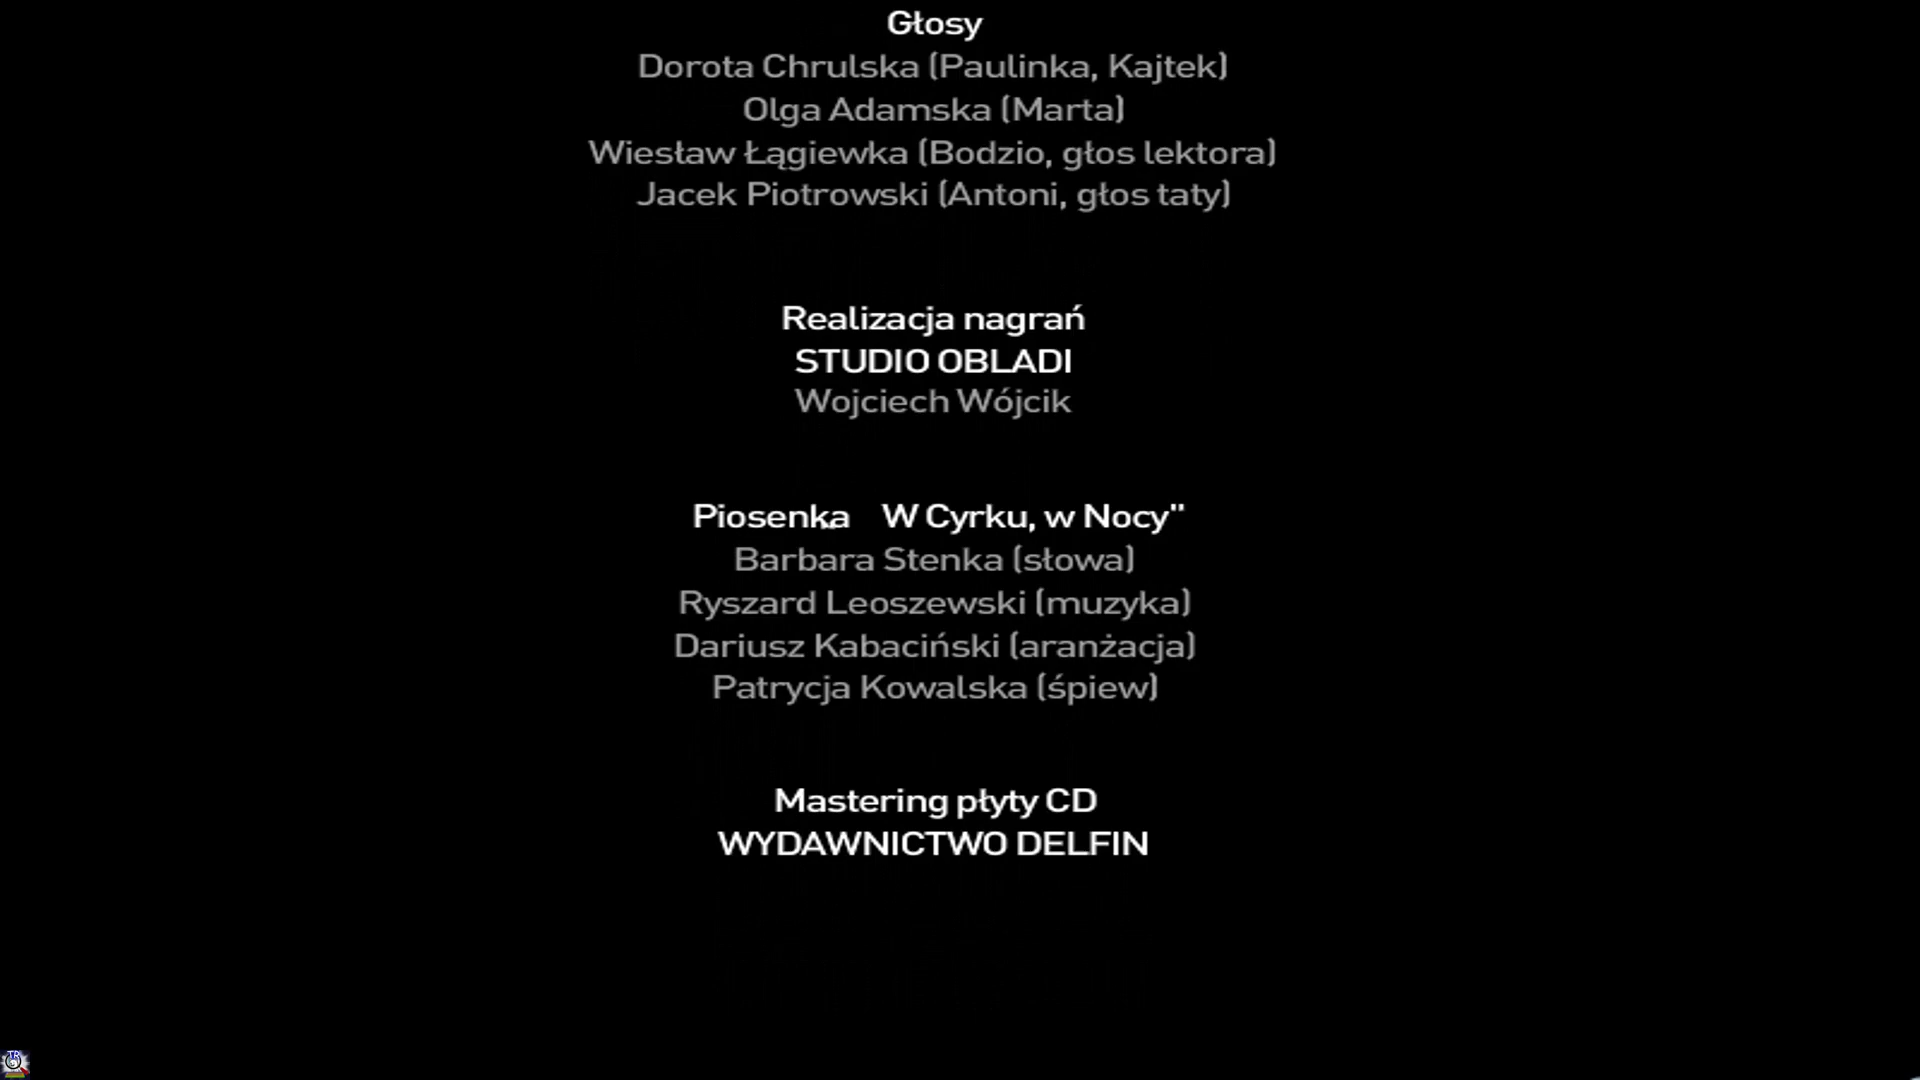 Głosy
Dorota Chrulska (Paulinka, Kajtek)
Olga Adamska (Marta)
Wiesław Łągiewka (Bodzio, głos lektora)
Jacek Piotrowski (Antoni, głos taty)
Realizacja nagrań
STUDIO OBLADI
Wojciech Wójcik
Piosenka „W Cyrku, w Nocy"
Barbara Stenka (słowa)
Ryszard Leoszewski (muzyka)
Dariusz Kabaciński (aranżacja)
Patrycja Kowalska (śpiew)
Mastering płyty CD
WYDAWNICTWO DELFIN